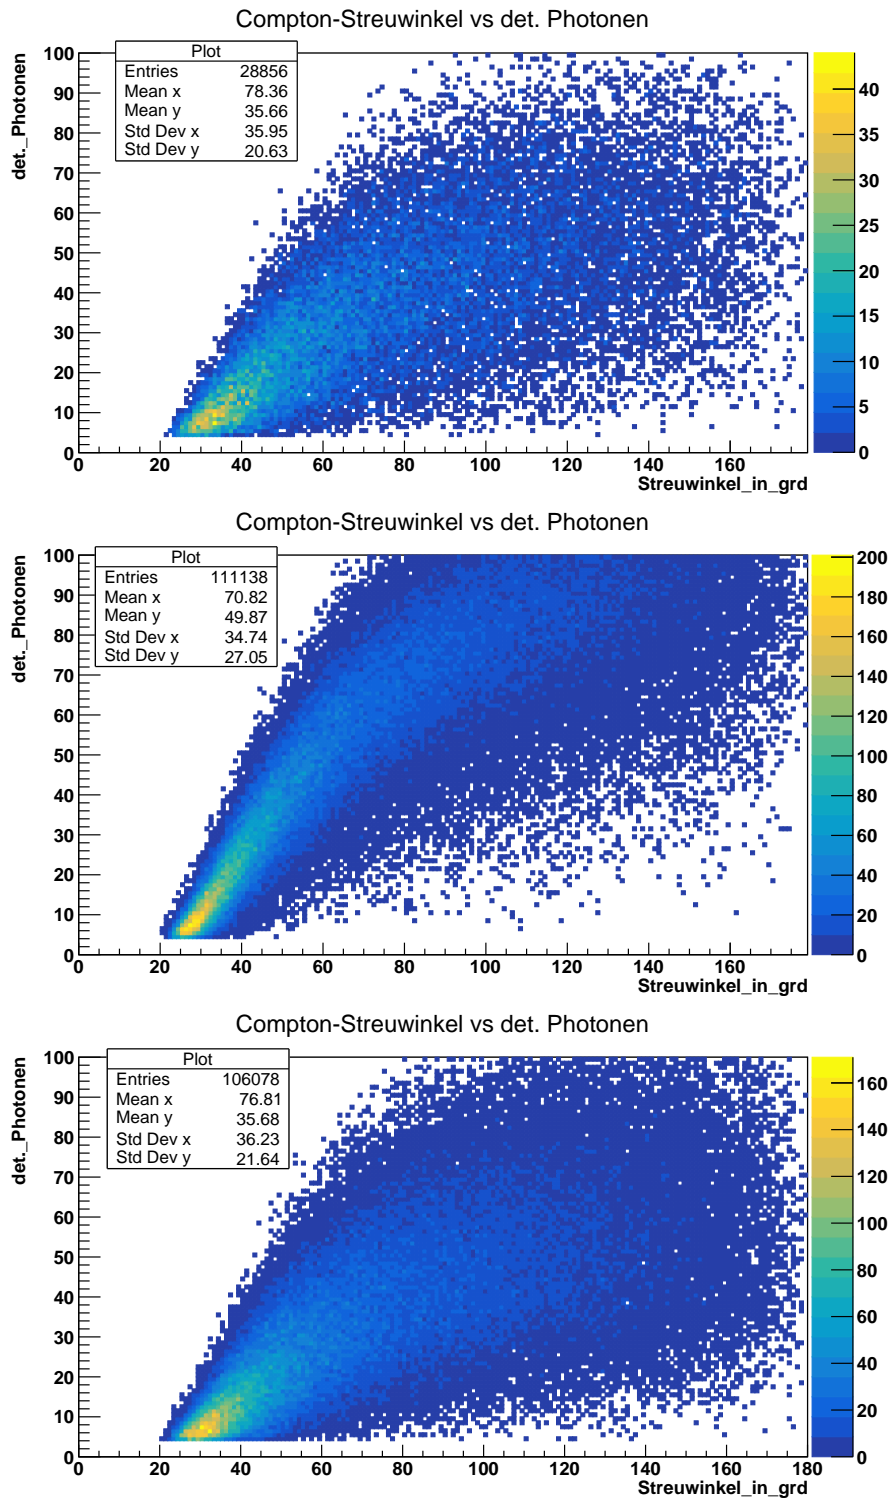 Compton-Streuwinkel vs det. Photonen
Plot
Entries 28856
Mean x 78.36
Mean y 35.66
Std Dev x 35.95
Std Dev y 20.63
det._Photonen
100
90
80
70
60
50
40
30
20
10
0
0 20 40 60 80 100 120 140 160
Streuwinkel_in_grd
40
35
30
25
20
15
10
5
0
Compton-Streuwinkel vs det. Photonen
Plot
Entries 111138
Mean x 70.82
Mean y 49.87
Std Dev x 34.74
Std Dev y 27.05
det._Photonen
100
90
80
70
60
50
40
30
20
10
0
0 20 40 60 80 100 120 140 160
Streuwinkel_in_grd
200
180
160
140
120
100
80
60
40
20
0
Compton-Streuwinkel vs det. Photonen
Plot
Entries 106078
Mean x 76.81
Mean y 35.68
Std Dev x 36.23
Std Dev y 21.64
det._Photonen
100
90
80
70
60
50
40
30
20
10
0
0 20 40 60 80 100 120 140 160 180
Streuwinkel_in_grd
160
140
120
100
80
60
40
20
0